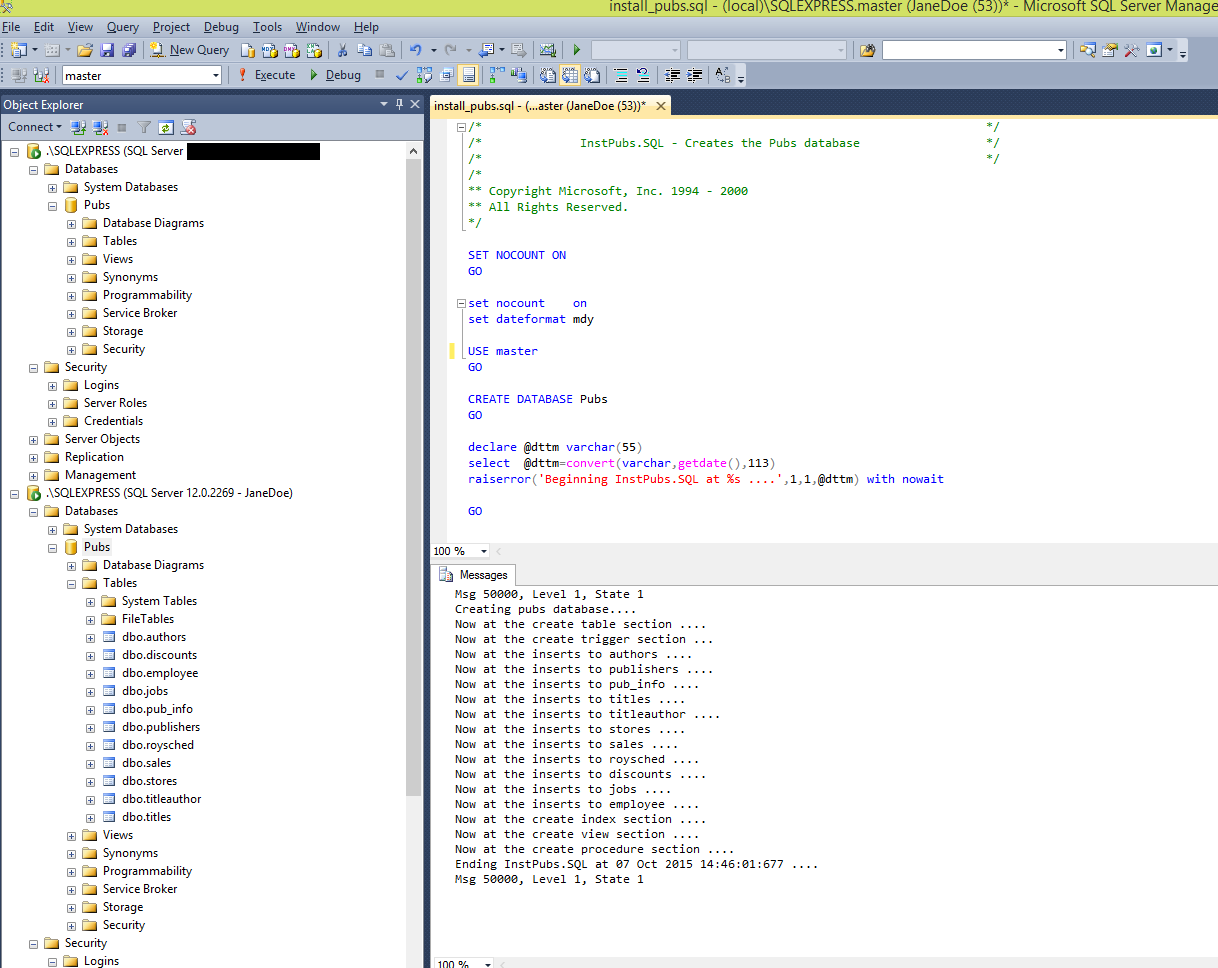 install_pubs.sql - (local)\SQLEXPRESS.master (JaneDoe (53))* - Microsoft SQL Server Manage
File Edit View Query Project Debug Tools Window Help
New Query
master Execute Debug
Object Explorer
Connect
.\SQLEXPRESS (SQL Server
Databases
System Databases
Pubs
Database Diagrams
Tables
Views
Synonyms
Programmability
Service Broker
Storage
Security
Security
Logins
Server Roles
Credentials
Server Objects
Replication
Management
.\SQLEXPRESS (SQL Server 12.0.2269 - JaneDoe)
Databases
System Databases
Pubs
Database Diagrams
Tables
System Tables
FileTables
dbo.authors
dbo.discounts
dbo.employee
dbo.jobs
dbo.pub_info
dbo.publishers
dbo.roysched
dbo.sales
dbo.stores
dbo.titleauthor
dbo.titles
Views
Synonyms
Programmability
Service Broker
Storage
Security
Security
Logins
install_pubs.sql - (...aster (JaneDoe (53))*
/* */
/* InstPubs.SQL - Creates the Pubs database */
/* */
/*
** Copyright Microsoft, Inc. 1994 - 2000
** All Rights Reserved.
*/
SET NOCOUNT ON
GO
set nocount    on
set dateformat mdy
USE master
GO
CREATE DATABASE Pubs
GO
declare @dttm varchar(55)
select  @dttm=convert(varchar,getdate(),113)
raiserror('Beginning InstPubs.SQL at %s ....',1,1,@dttm) with nowait
GO
100 %
Messages
Msg 50000, Level 1, State 1
Creating pubs database....
Now at the create table section ....
Now at the create trigger section ...
Now at the inserts to authors ....
Now at the inserts to publishers ....
Now at the inserts to pub_info ....
Now at the inserts to titles ....
Now at the inserts to titleauthor ....
Now at the inserts to stores ....
Now at the inserts to sales ....
Now at the inserts to roysched ....
Now at the inserts to discounts ....
Now at the inserts to jobs ....
Now at the inserts to employee ....
Now at the create index section ....
Now at the create view section ....
Now at the create procedure section ....
Ending InstPubs.SQL at 07 Oct 2015 14:46:01:677 ....
Msg 50000, Level 1, State 1
100 %